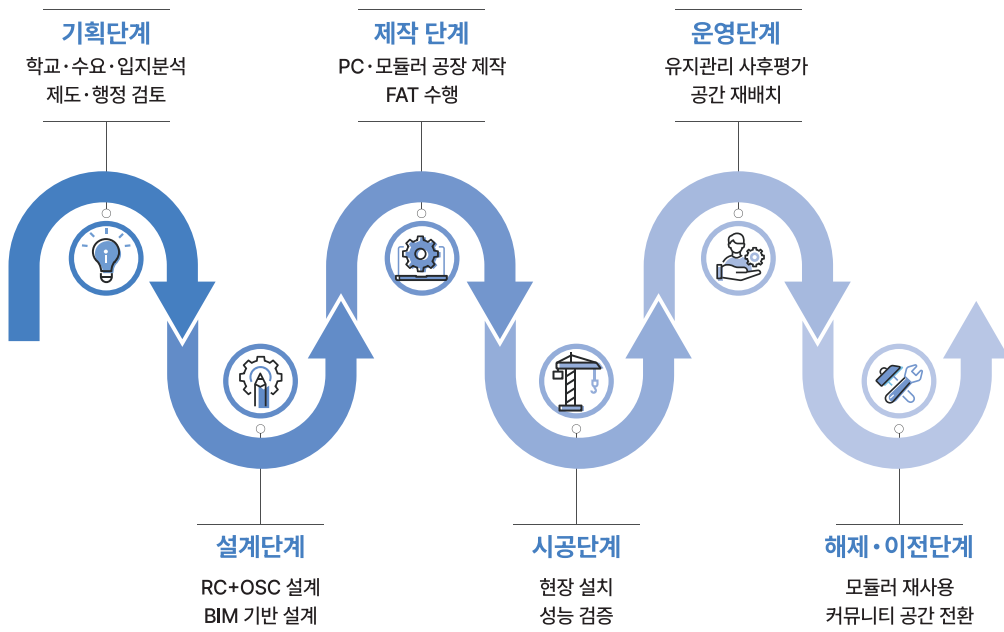 기획단계
학교·수요·입지분석
제도·행정 검토
설계단계
RC+OSC 설계
BIM 기반 설계
제작 단계
PC·모듈러 공장 제작
FAT 수행
시공단계
현장 설치
성능 검증
운영단계
유지관리 사후평가
공간 재배치
해제·이전단계
모듈러 재사용
커뮤니티 공간 전환